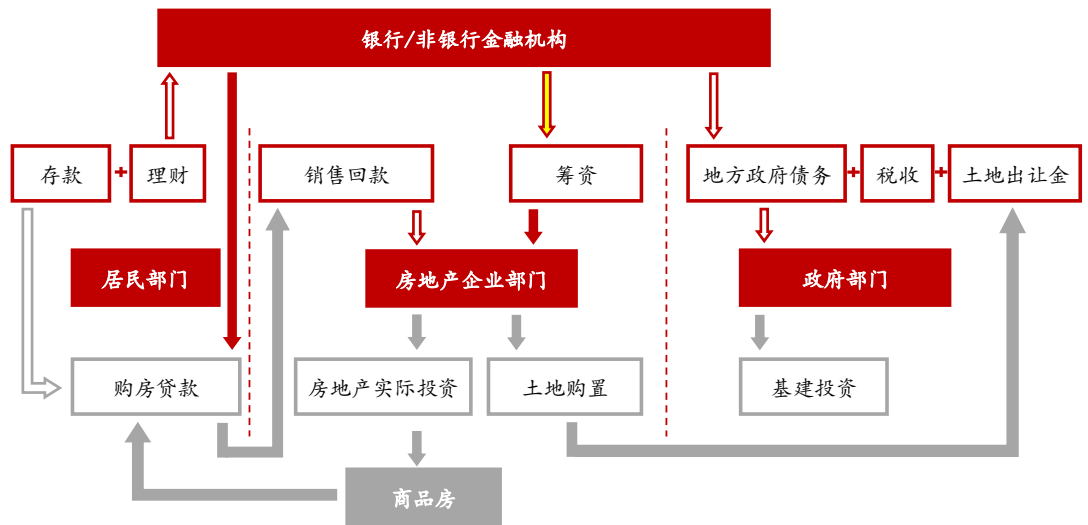 银行/非银行金融机构
存款
+
理财
销售回款
筹资
地方政府债务
+
税收
+
土地出让金
居民部门
房地产企业部门
政府部门
购房贷款
房地产实际投资
土地购置
基建投资
商品房